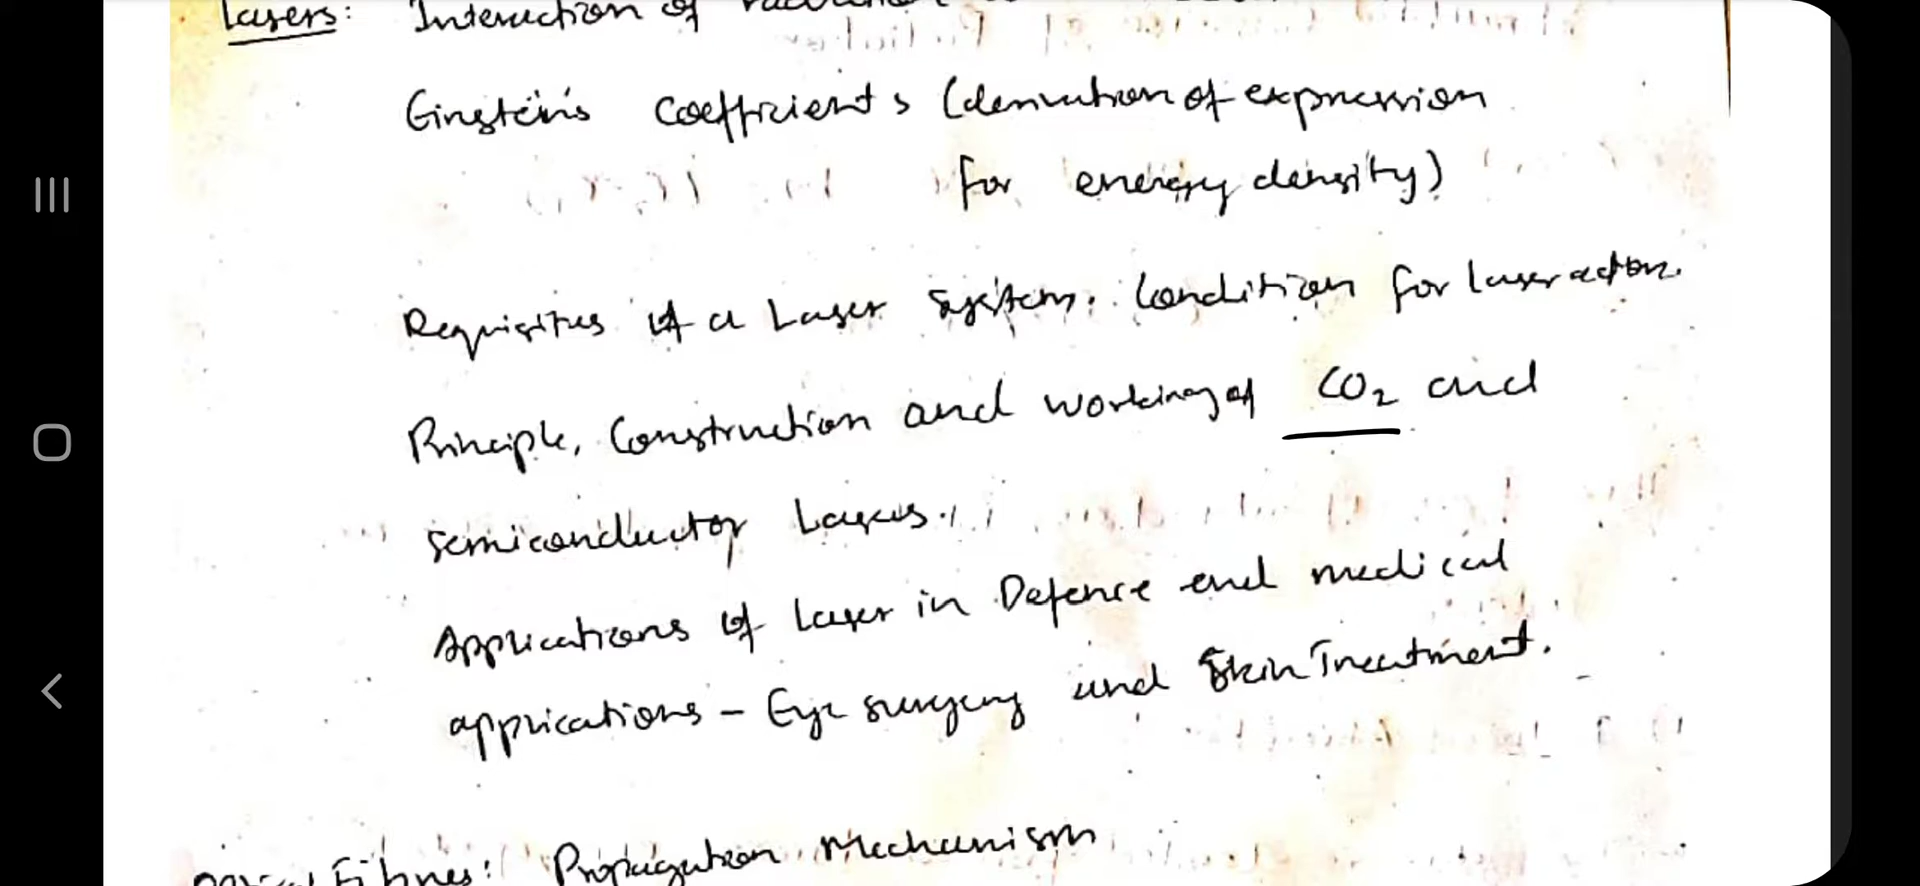 Lasers: Interaction of
Einstein's Coefficients (derivation of expression
for energy density)
Requisites of a Laser system. Condition for laser action.
Principle, Construction and working of CO2 and
semiconductor Lasers.
Applications of Laser in Defence and medical
applications - Eye surgery and Skin Treatment.
Fibres: Propagation Mechanism